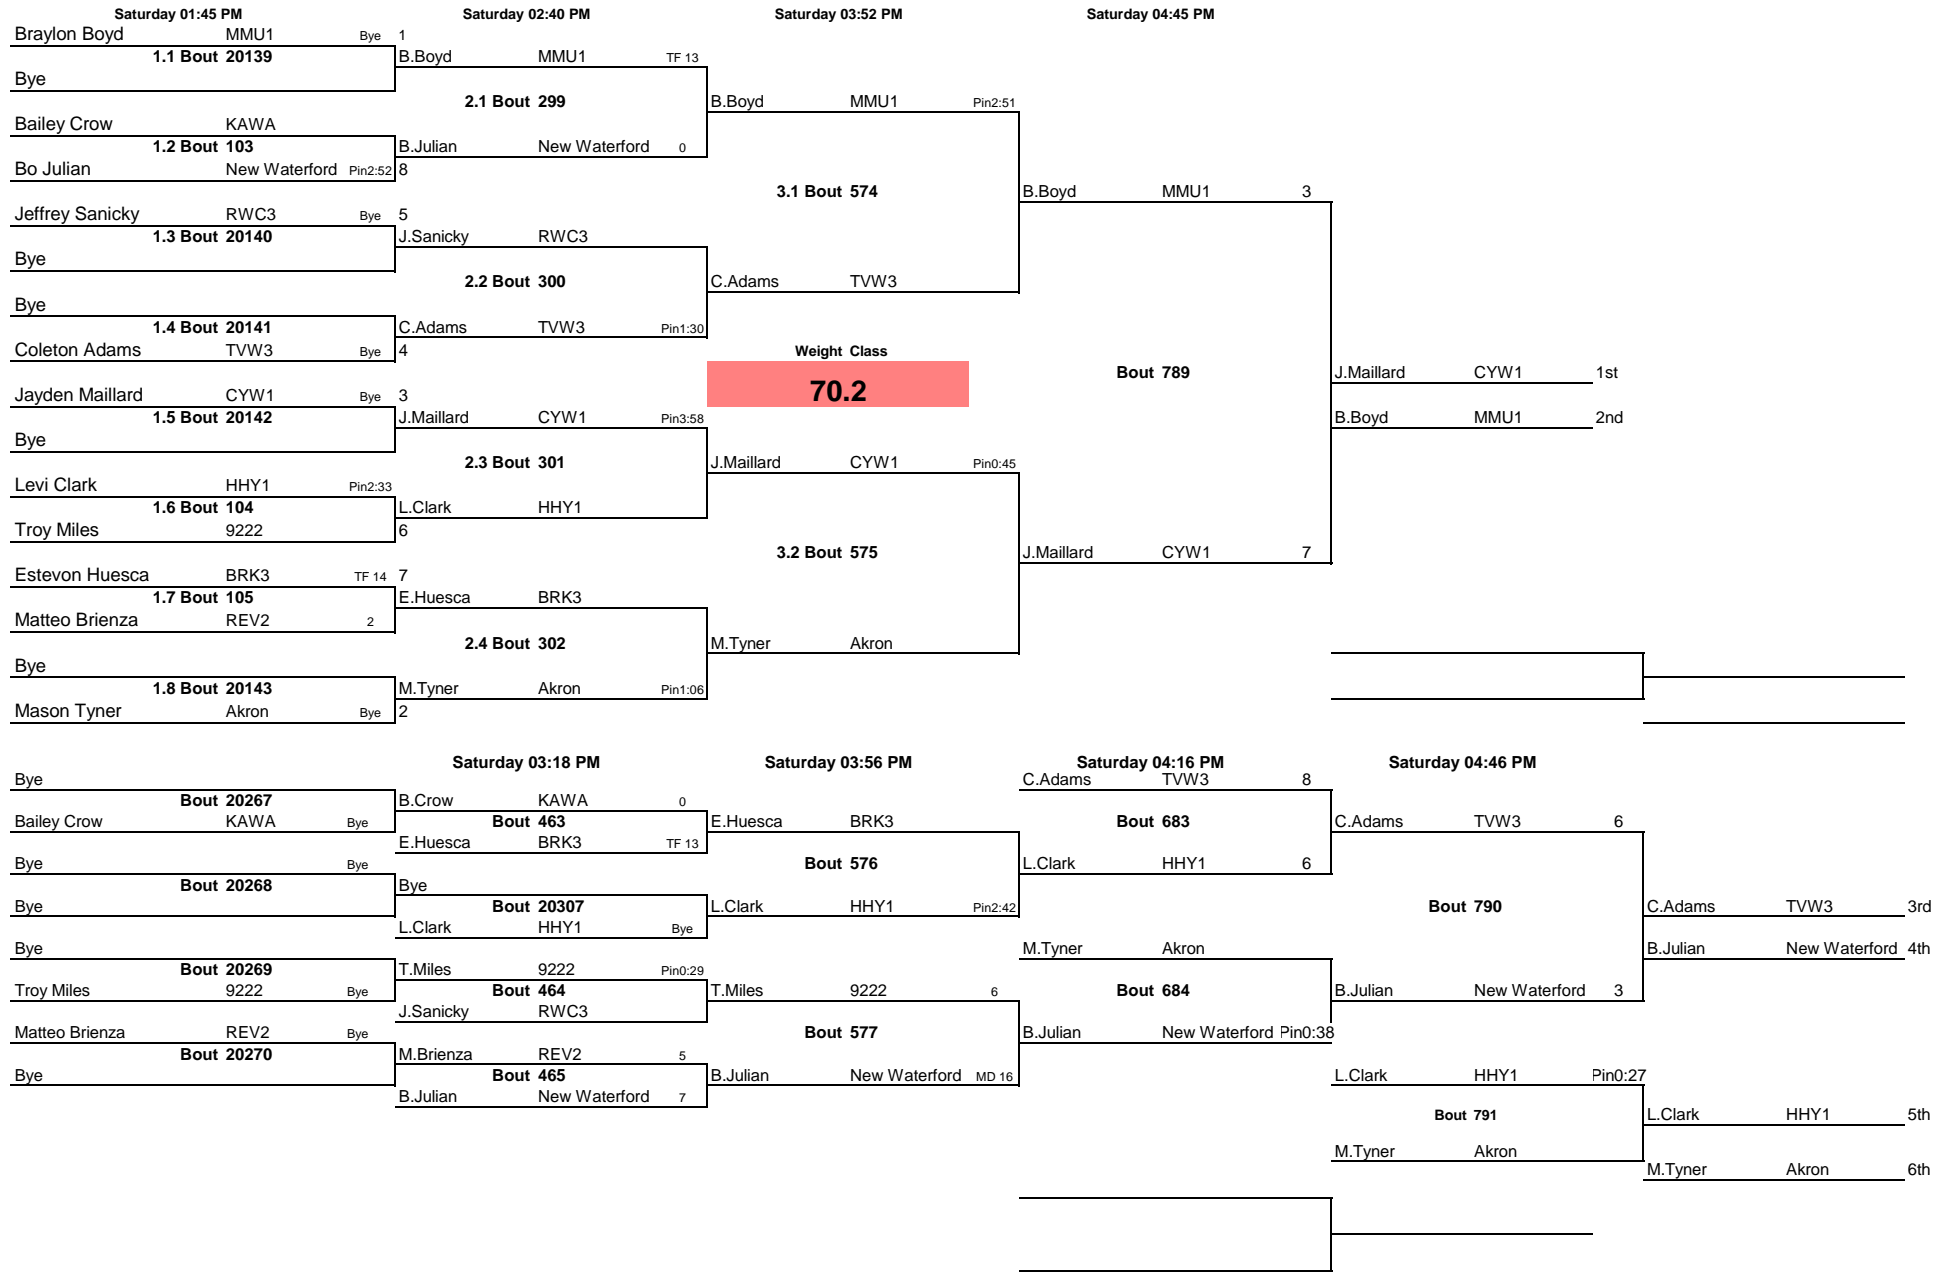 Saturday 01:45 PM Saturday 02:40 PM Saturday 03:52 PM Saturday 04:45 PM
Braylon Boyd MMU1 Bye 1
1.1 Bout 20139 B.Boyd MMU1 TF 13
Bye
2.1 Bout 299 B.Boyd MMU1 Pin2:51
Bailey Crow KAWA
1.2 Bout 103 B.Julian New Waterford 0
Bo Julian New Waterford Pin2:52 8
3.1 Bout 574 B.Boyd MMU1 3
Jeffrey Sanicky RWC3 Bye 5
1.3 Bout 20140 J.Sanicky RWC3
Bye
2.2 Bout 300 C.Adams TVW3
Bye
1.4 Bout 20141 C.Adams TVW3 Pin1:30
Coleton Adams TVW3 Bye 4 Weight Class
Bout 789 J.Maillard CYW1 1st
Jayden Maillard CYW1 Bye 3 70.2
1.5 Bout 20142 J.Maillard CYW1 Pin3:58 B.Boyd MMU1 2nd
Bye
2.3 Bout 301 J.Maillard CYW1 Pin0:45
Levi Clark HHY1 Pin2:33
1.6 Bout 104 L.Clark HHY1
Troy Miles 9222 6
3.2 Bout 575 J.Maillard CYW1 7
Estevon Huesca BRK3 TF 14 7
1.7 Bout 105 E.Huesca BRK3
Matteo Brienza REV2 2
2.4 Bout 302 M.Tyner Akron
Bye
1.8 Bout 20143 M.Tyner Akron Pin1:06
Mason Tyner Akron Bye 2
Saturday 03:18 PM Saturday 03:56 PM Saturday 04:16 PM Saturday 04:46 PM
Bye C.Adams TVW3 8
Bout 20267 B.Crow KAWA 0
Bailey Crow KAWA Bye Bout 463 E.Huesca BRK3 Bout 683 C.Adams TVW3 6
E.Huesca BRK3 TF 13
Bye Bye Bout 576 L.Clark HHY1 6
Bout 20268 Bye
Bye Bout 20307 L.Clark HHY1 Pin2:42 Bout 790 C.Adams TVW3 3rd
L.Clark HHY1 Bye
Bye M.Tyner Akron B.Julian New Waterford 4th
Bout 20269 T.Miles 9222 Pin0:29
Troy Miles 9222 Bye Bout 464 T.Miles 9222 6 Bout 684 B.Julian New Waterford 3
J.Sanicky RWC3
Matteo Brienza REV2 Bye Bout 577 B.Julian New Waterford Pin0:38
Bout 20270 M.Brienza REV2 5
Bye Bout 465 B.Julian New Waterford MD 16 L.Clark HHY1 Pin0:27
B.Julian New Waterford 7
Bout 791 L.Clark HHY1 5th
M.Tyner Akron
M.Tyner Akron 6th